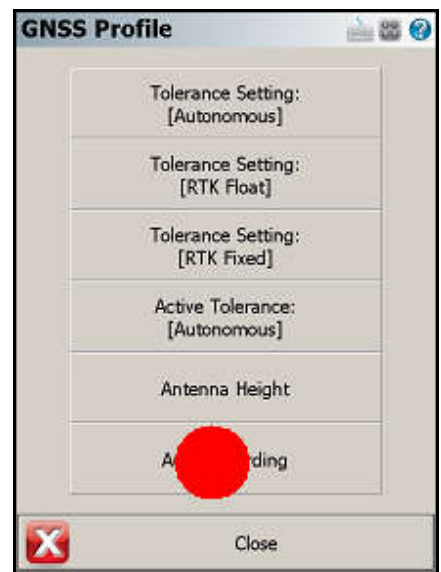 GNSS Profile
Tolerance Setting:
[Autonomous]
Tolerance Setting:
[RTK Float]
Tolerance Setting:
[RTK Fixed]
Active Tolerance:
[Autonomous]
Antenna Height
Close